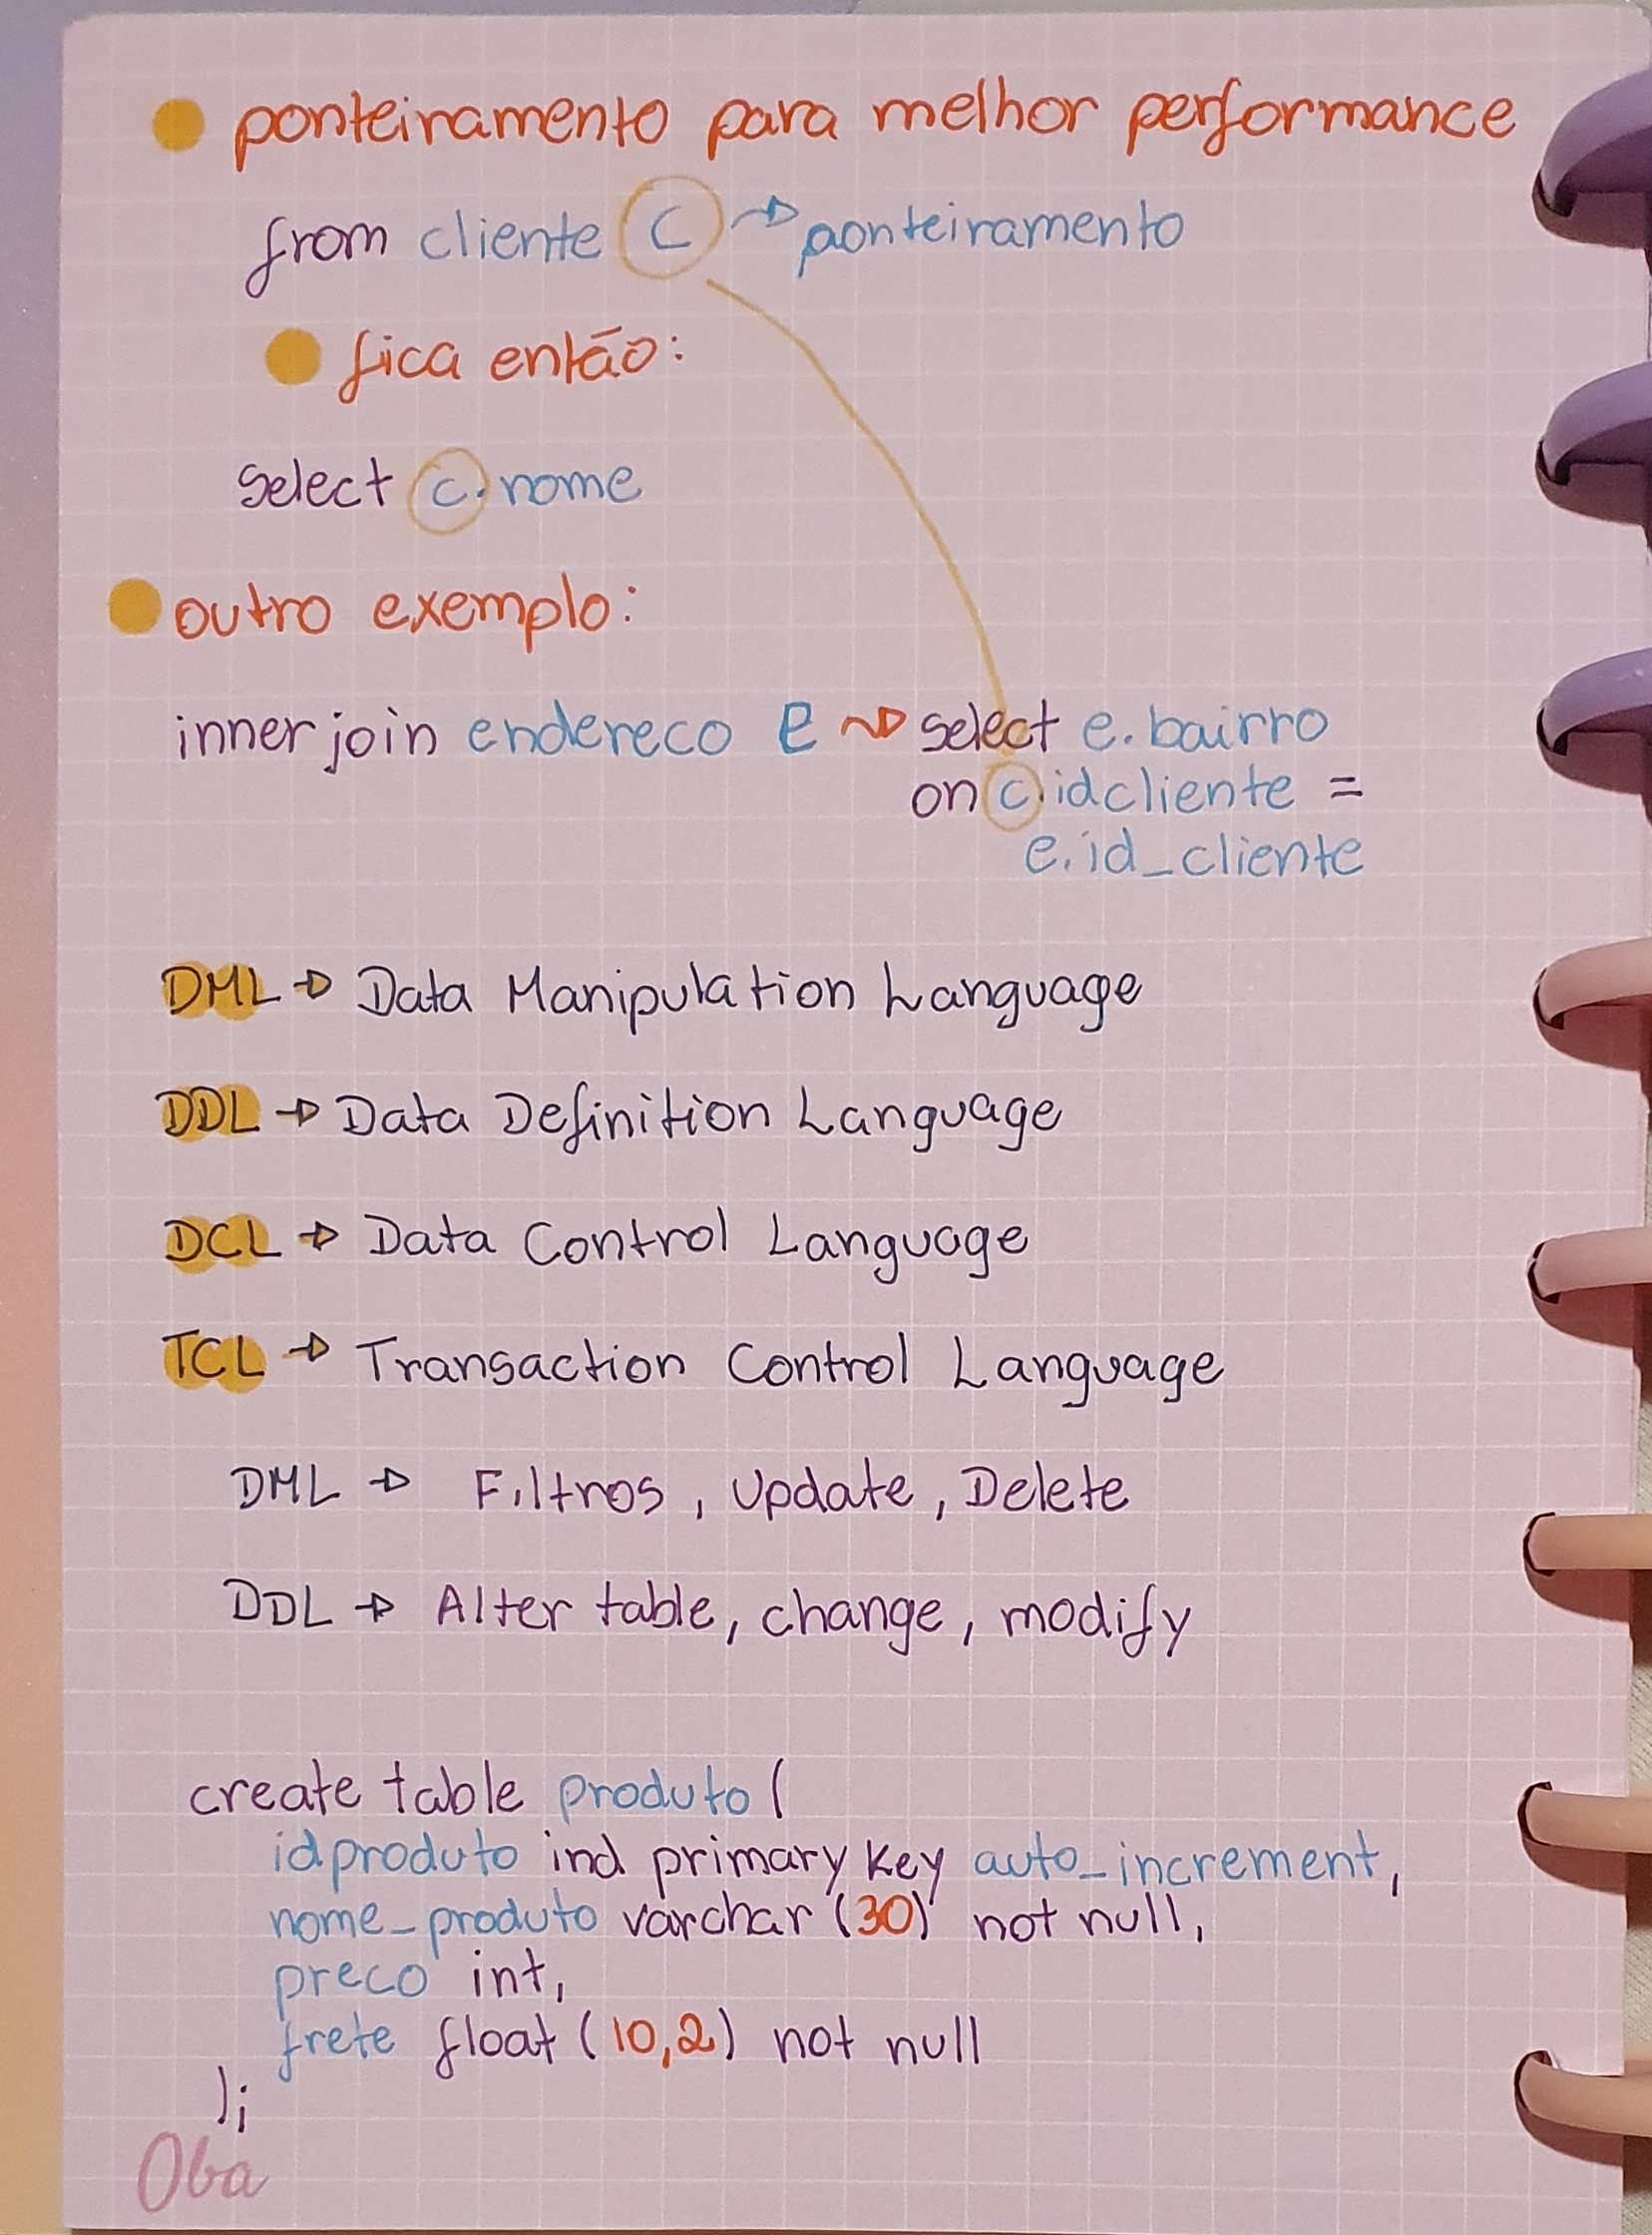 ponteiramento para melhor performance
from cliente C → ponteiramento
fica então:
select c.nome
outro exemplo:
inner join endereco e → select e.bairro
on c.idcliente =
e.id_cliente
DML → Data Manipulation Language
DDL → Data Definition Language
DCL → Data Control Language
TCL → Transaction Control Language
DML → Filtros, Update, Delete
DDL → Alter table, change, modify
create table produto (
idproduto ind primary key auto_increment,
nome_produto varchar (30) not null,
preco int,
frete float (10,2) not null
);
Oba